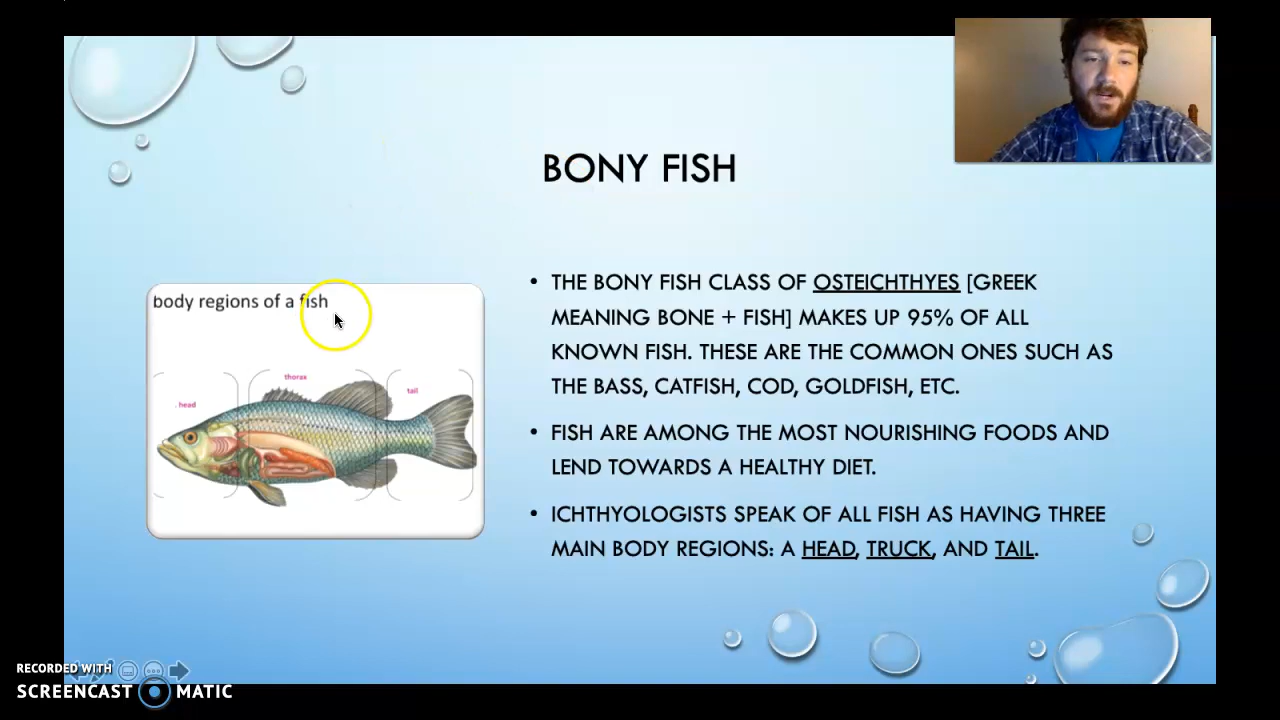 BONY FISH
body regions of a fish
thorax
tail
. head
• THE BONY FISH CLASS OF OSTEICHTHYES [GREEK
MEANING BONE + FISH] MAKES UP 95% OF ALL
KNOWN FISH. THESE ARE THE COMMON ONES SUCH AS
THE BASS, CATFISH, COD, GOLDFISH, ETC.
• FISH ARE AMONG THE MOST NOURISHING FOODS AND
LEND TOWARDS A HEALTHY DIET.
• ICHTHYOLOGISTS SPEAK OF ALL FISH AS HAVING THREE
MAIN BODY REGIONS: A HEAD, TRUCK, AND TAIL.
RECORDED WITH
SCREENCAST MATIC